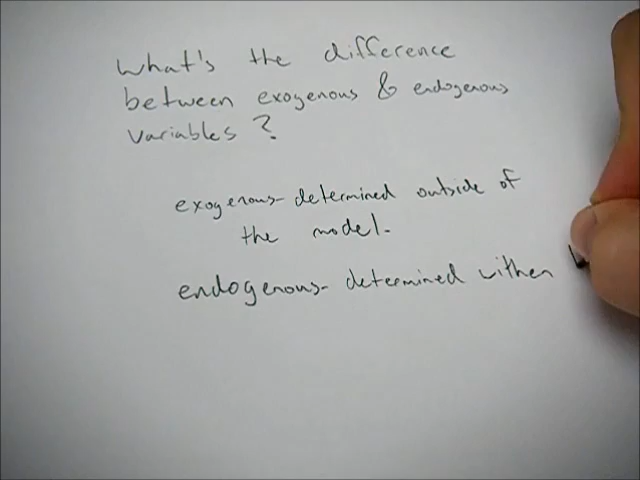 What's the difference
between exogenous & endogenous
variables ?
exogenous- determined outside of
the model.
endogenous- determined withen